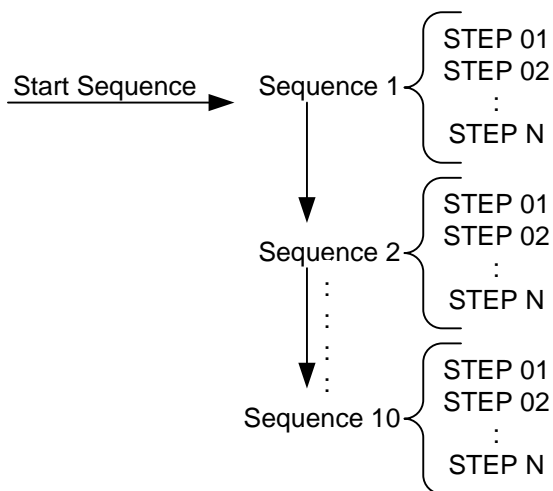 STEP 01
STEP 02
:
STEP N
Start Sequence
Sequence 1
STEP 01
STEP 02
:
STEP N
Sequence 2
:
:
:
:
STEP 01
STEP 02
:
STEP N
Sequence 10